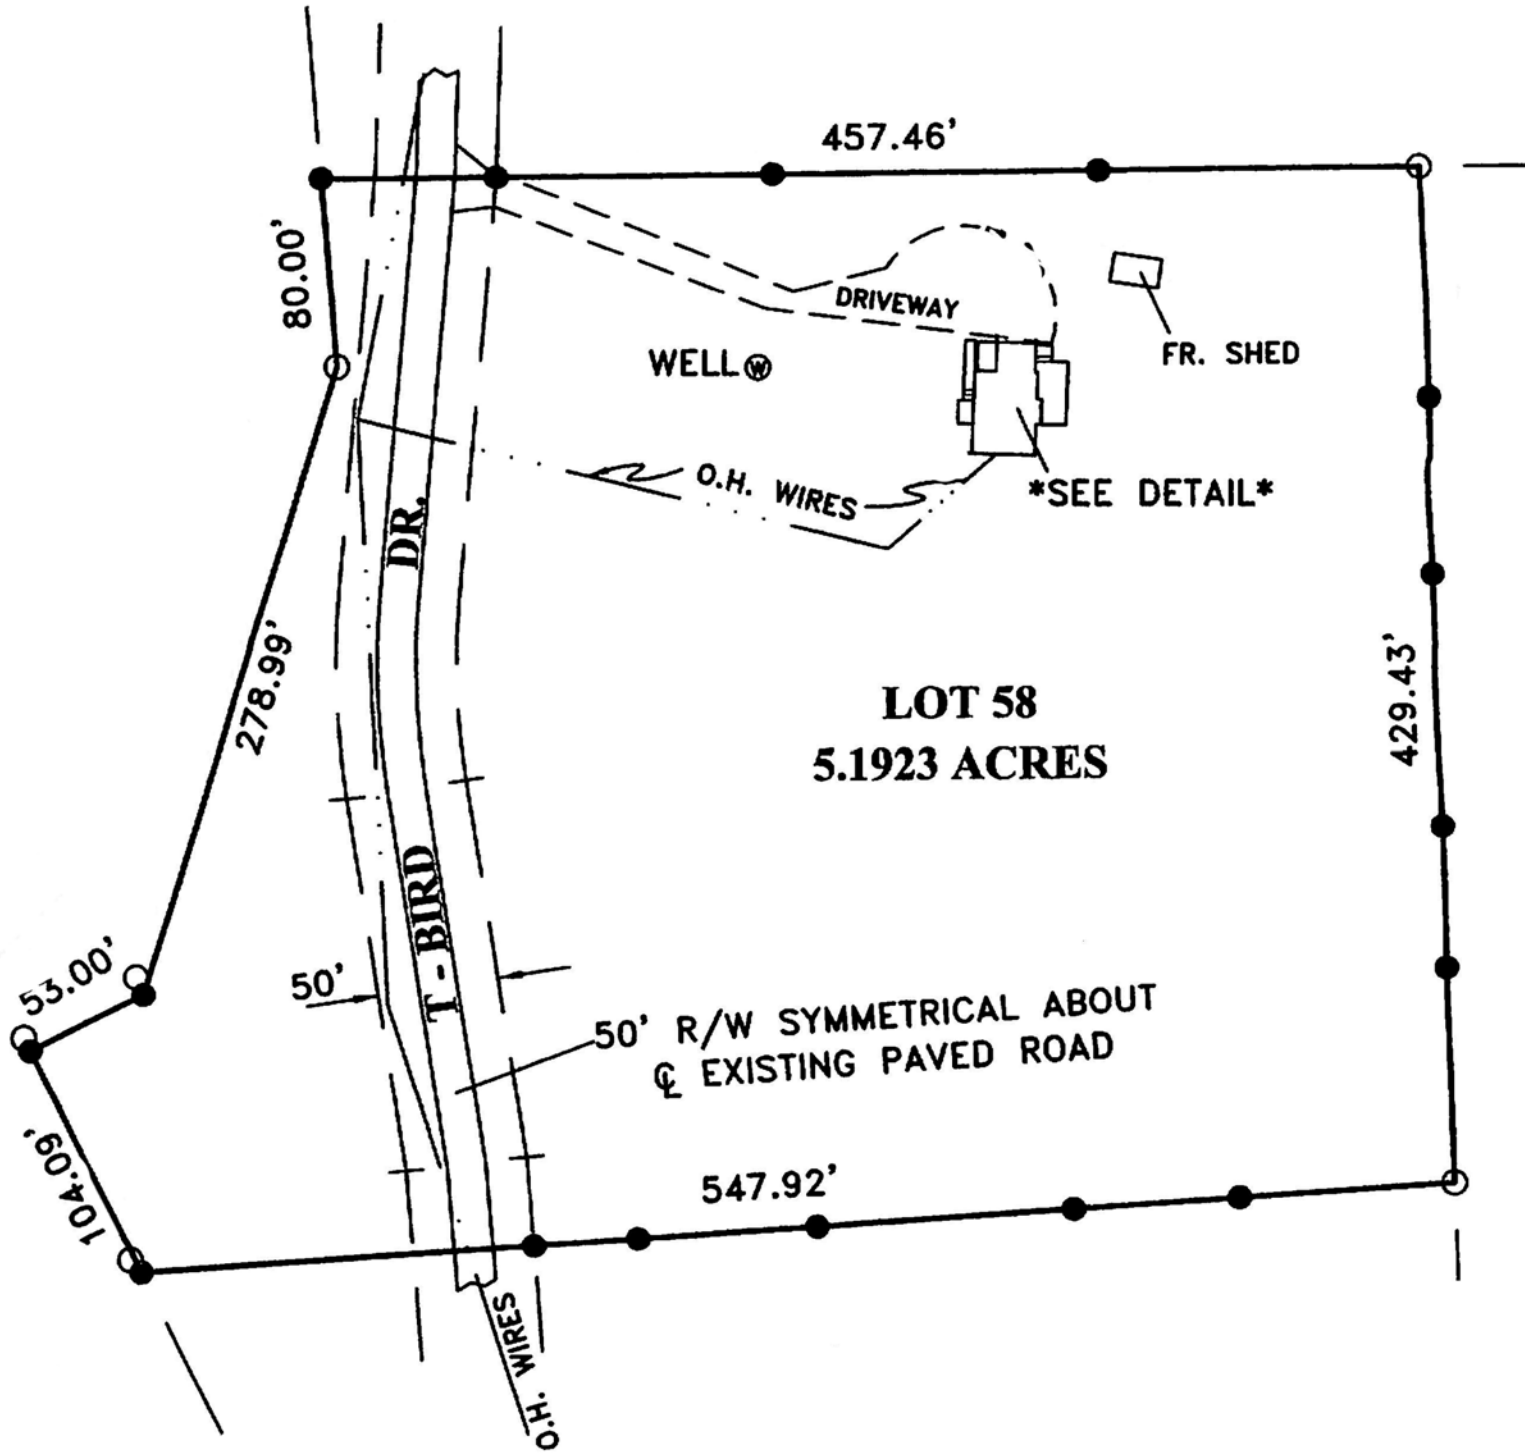 457.46'
80.00'
DRIVEWAY
WELL W
FR. SHED
O.H. WIRES
*SEE DETAIL*
DR.
278.99'
LOT 58
5.1923 ACRES
429.43'
T - BIRD
53.00'
50'
50' R/W SYMMETRICAL ABOUT
℄ EXISTING PAVED ROAD
104.09'
547.92'
O.H. WIRES